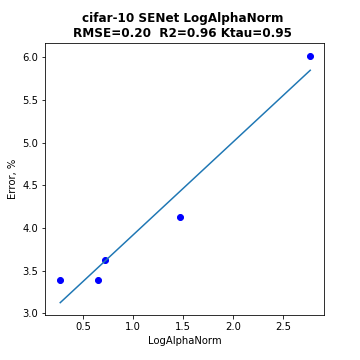 cifar-10 SENet LogAlphaNorm
RMSE=0.20 R2=0.96 Ktau=0.95
6.0
5.5
5.0
4.5
4.0
3.5
3.0
Error, %
0.5 1.0 1.5 2.0 2.5
LogAlphaNorm